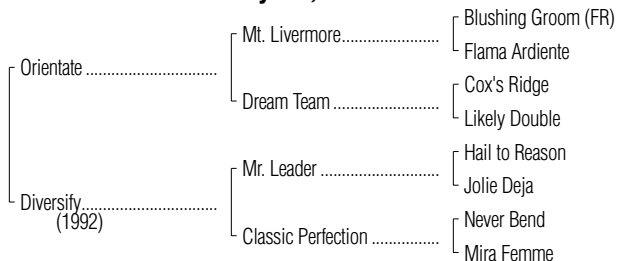 Blushing Groom (FR)
Mt. Livermore....................
Flama Ardiente
Orientate ...........................
Cox's Ridge
Dream Team ......................
Likely Double
Hail to Reason
Mr. Leader .........................
Jolie Deja
Diversify............................
(1992)
Never Bend
Classic Perfection ................
Mira Femme